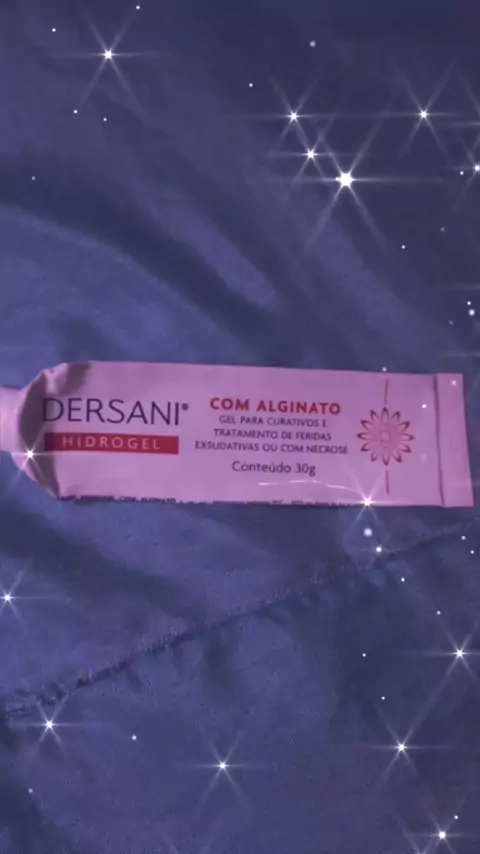 DERSANI®
HIDROGEL
COM ALGINATO
GEL PARA CURATIVOS E
TRATAMENTO DE FERIDAS
EXSUDATIVAS OU COM NECROSE
Conteúdo 30g